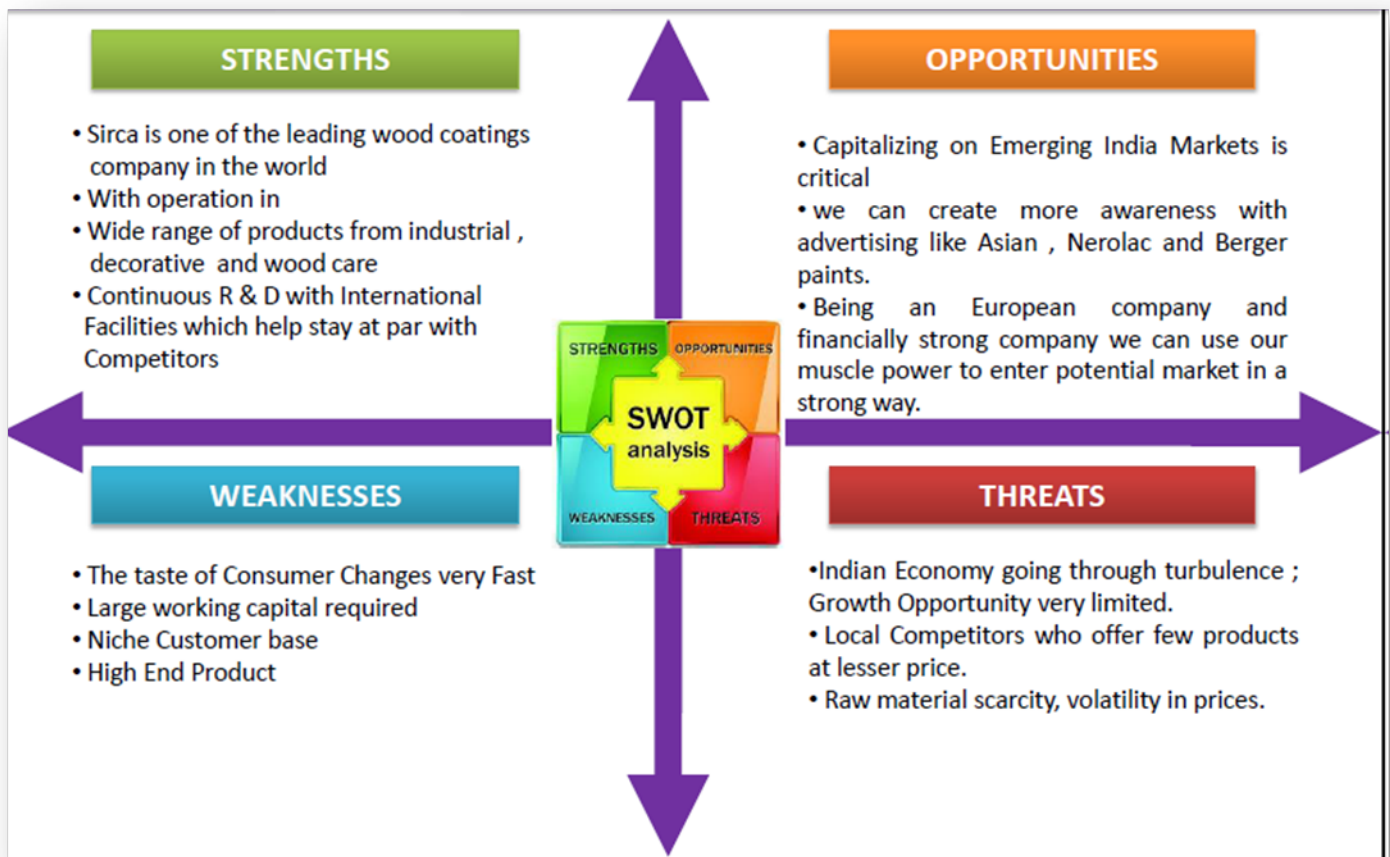 STRENGTHS
• Sirca is one of the leading wood coatings
company in the world
• With operation in
• Wide range of products from industrial ,
decorative and wood care
• Continuous R & D with International
Facilities which help stay at par with
Competitors
OPPORTUNITIES
• Capitalizing on Emerging India Markets is
critical
• we can create more awareness with
advertising like Asian , Nerolac and Berger
paints.
• Being an European company and
financially strong company we can use our
muscle power to enter potential market in a
strong way.
STRENGTHS
OPPORTUNITIES
SWOT
analysis
WEAKNESSES
THREATS
WEAKNESSES
• The taste of Consumer Changes very Fast
• Large working capital required
• Niche Customer base
• High End Product
THREATS
•Indian Economy going through turbulence ;
Growth Opportunity very limited.
• Local Competitors who offer few products
at lesser price.
• Raw material scarcity, volatility in prices.